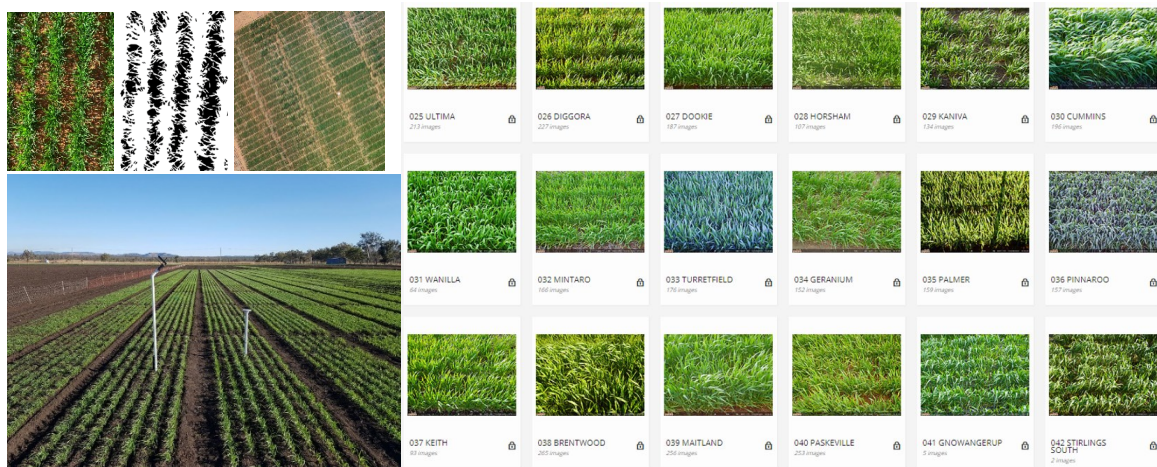 025 ULTIMA
213 images
026 DIGGORA
227 images
027 DOOKIE
187 images
028 HORSHAM
107 images
029 KANIVA
134 images
030 CUMMINS
196 images
031 WANILLA
64 images
032 MINTARO
166 images
033 TURRETFIELD
176 images
034 GERANIUM
152 images
035 PALMER
159 images
036 PINNAROO
157 images
037 KEITH
93 images
038 BRENTWOOD
265 images
039 MAITLAND
256 images
040 PASKEVILLE
253 images
041 GNOWANGERUP
5 images
042 STIRLINGS
SOUTH
2 images